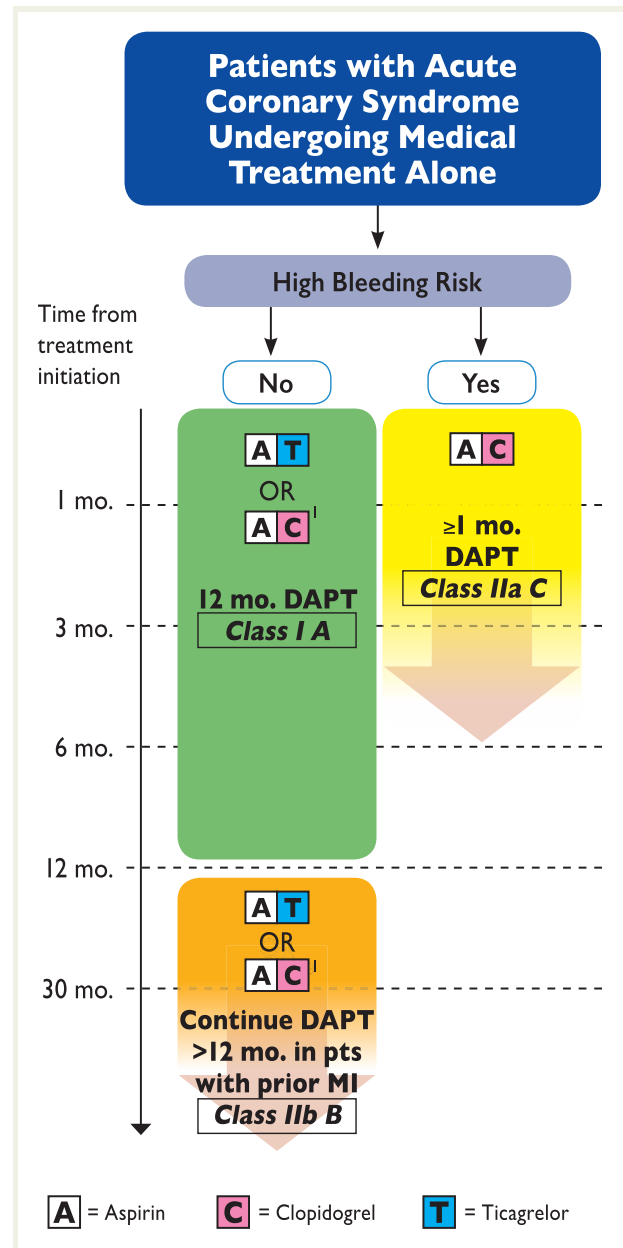 Patients with Acute
Coronary Syndrome
Undergoing Medical
Treatment Alone
High Bleeding Risk
Time from
treatment
initiation
No
Yes
A T
OR
A C 1
12 mo. DAPT
Class I A
A C
≥1 mo.
DAPT
Class IIa C
1 mo.
3 mo.
6 mo.
12 mo.
30 mo.
A T
OR
A C 1
Continue DAPT
>12 mo. in pts
with prior MI
Class IIb B
A = Aspirin
C = Clopidogrel
T = Ticagrelor